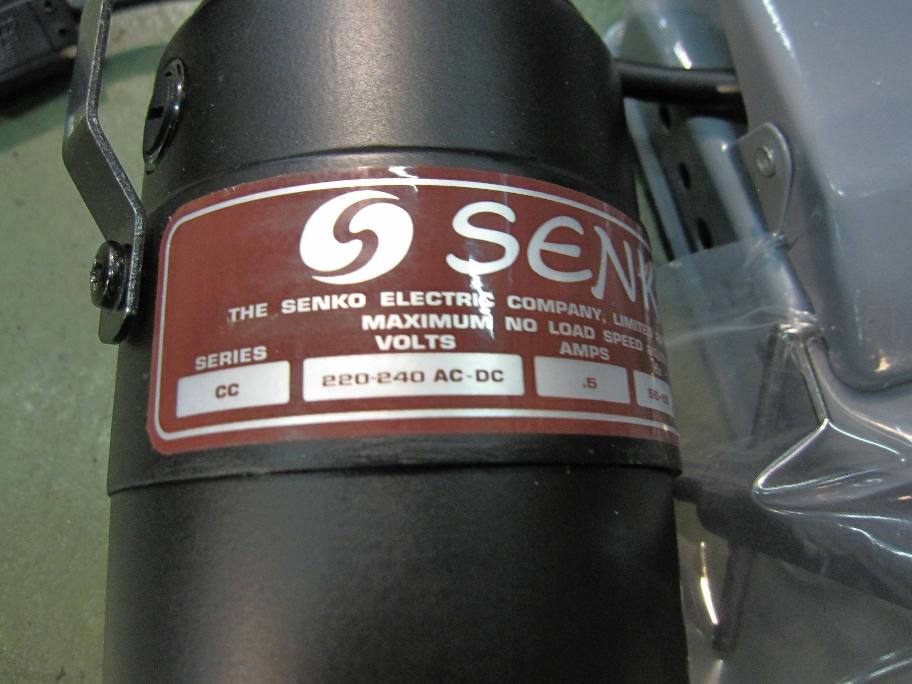 SENK
THE SENKO ELECTRIC COMPANY, LIMITED
MAXIMUM NO LOAD SPEED
SERIES VOLTS AMPS
CC 220-240 AC-DC .5